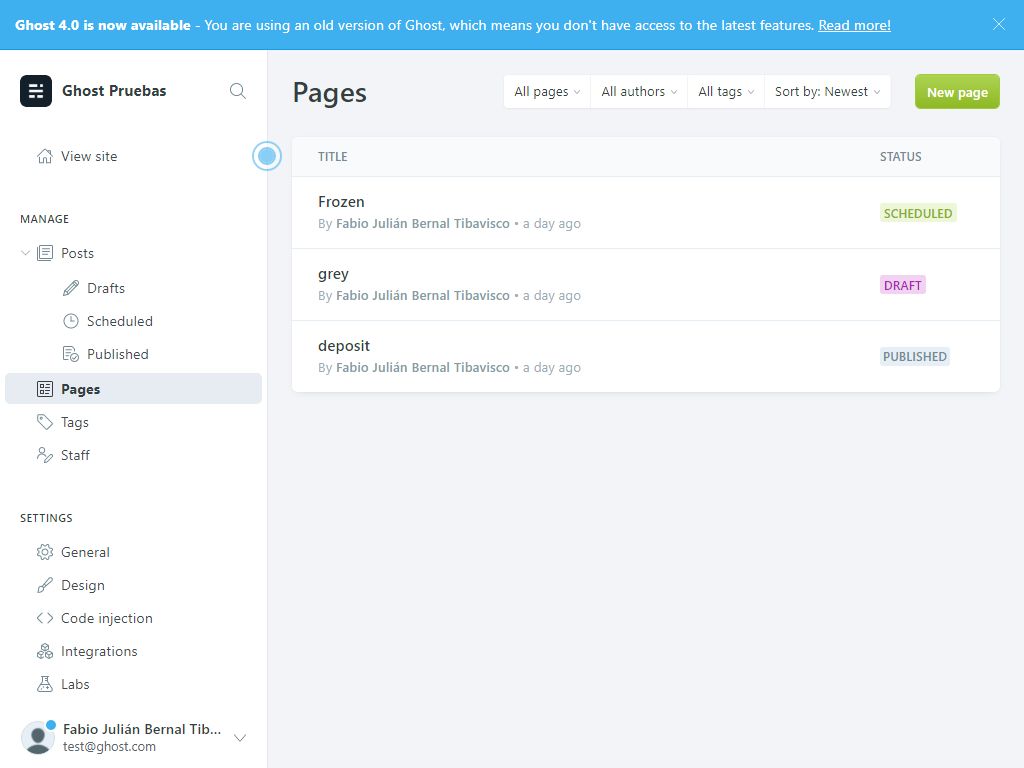 Ghost 4.0 is now available - You are using an old version of Ghost, which means you don't have access to the latest features. Read more!
Ghost Pruebas
View site
MANAGE
Posts
Drafts
Scheduled
Published
Pages
Tags
Staff
SETTINGS
General
Design
Code injection
Integrations
Labs
Fabio Julián Bernal Tib...
test@ghost.com
Pages
All pages
All authors
All tags
Sort by: Newest
New page
TITLE STATUS
Frozen
By Fabio Julián Bernal Tibavisco • a day ago
SCHEDULED
grey
By Fabio Julián Bernal Tibavisco • a day ago
DRAFT
deposit
By Fabio Julián Bernal Tibavisco • a day ago
PUBLISHED